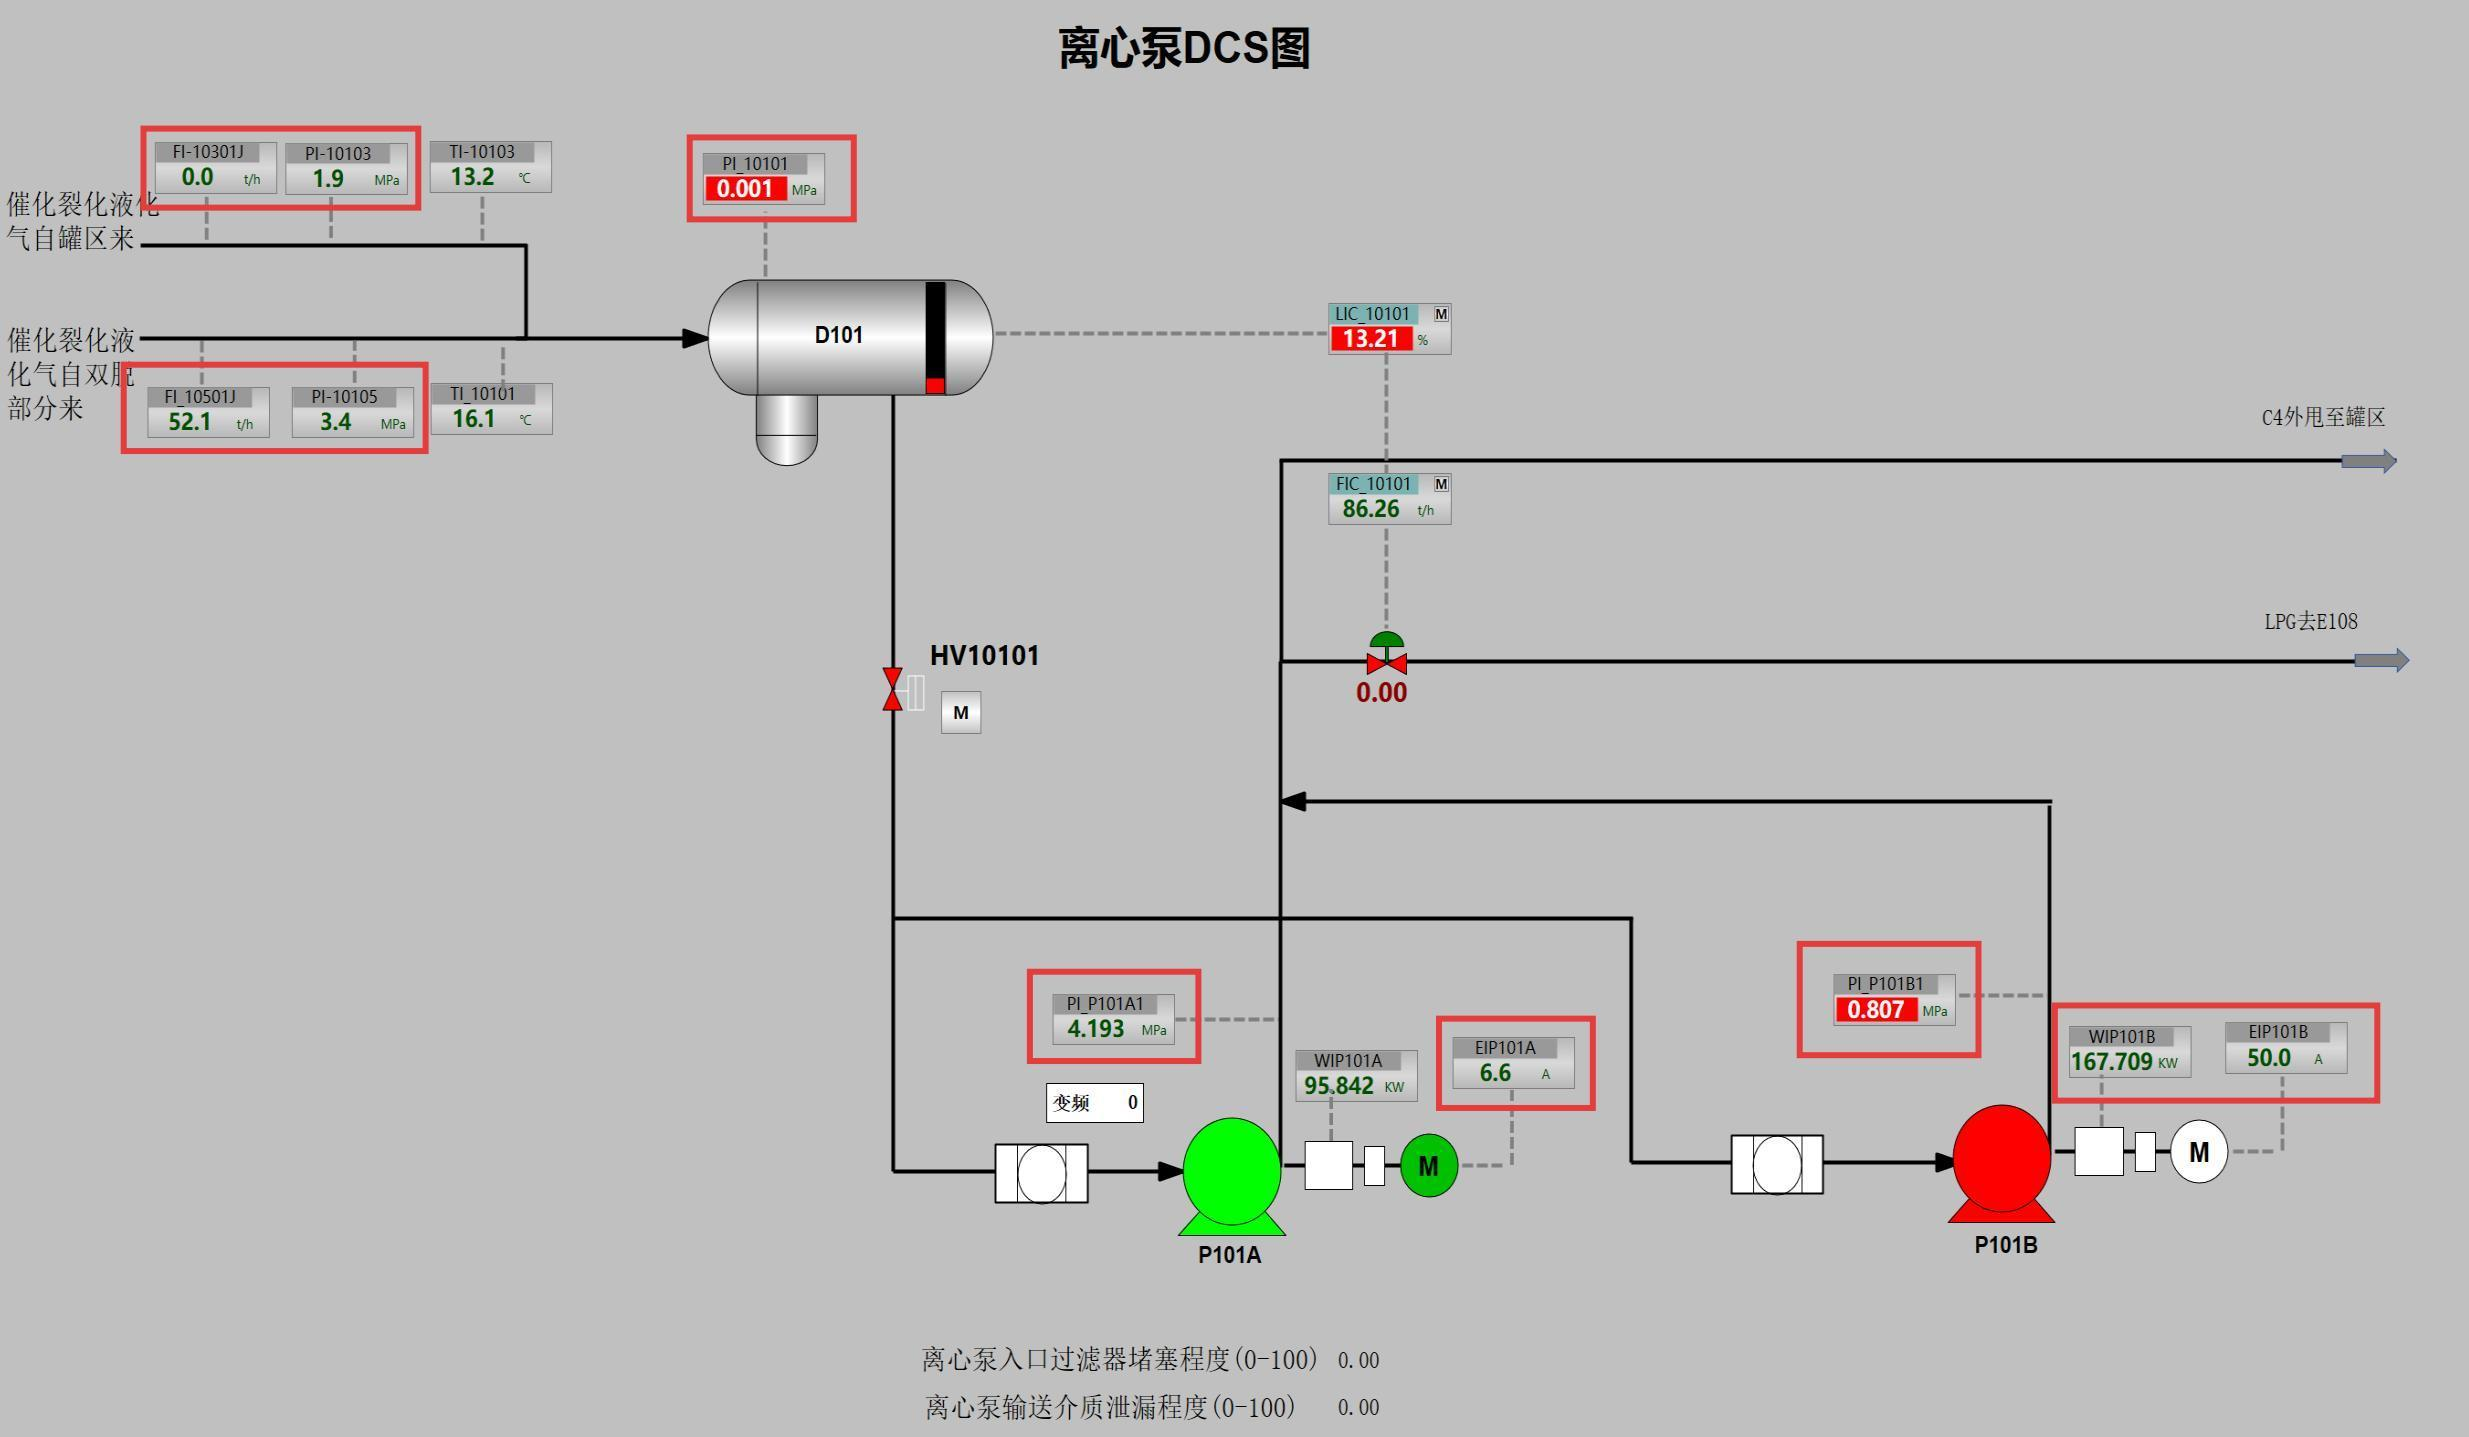 离心泵DCS图
FI-10301J
0.0 t/h
PI-10103
1.9 MPa
TI-10103
13.2 ℃
PI_10101
0.001 MPa
催化裂化液化
气自罐区来
D101
LIC_10101 M
13.21 %
催化裂化液
化气自双脱
部分来
FI_10501J
52.1 t/h
PI-10105
3.4 MPa
TI_10101
16.1 ℃
C4外甩至罐区
FIC_10101 M
86.26 t/h
LPG去E108
HV10101
M
0.00
PI_P101A1
4.193 MPa
PI_P101B1
0.807 MPa
WIP101A
95.842 KW
EIP101A
6.6 A
WIP101B
167.709 KW
EIP101B
50.0 A
变频 0
M
M
P101A
P101B
离心泵入口过滤器堵塞程度(0-100) 0.00
离心泵输送介质泄漏程度(0-100) 0.00